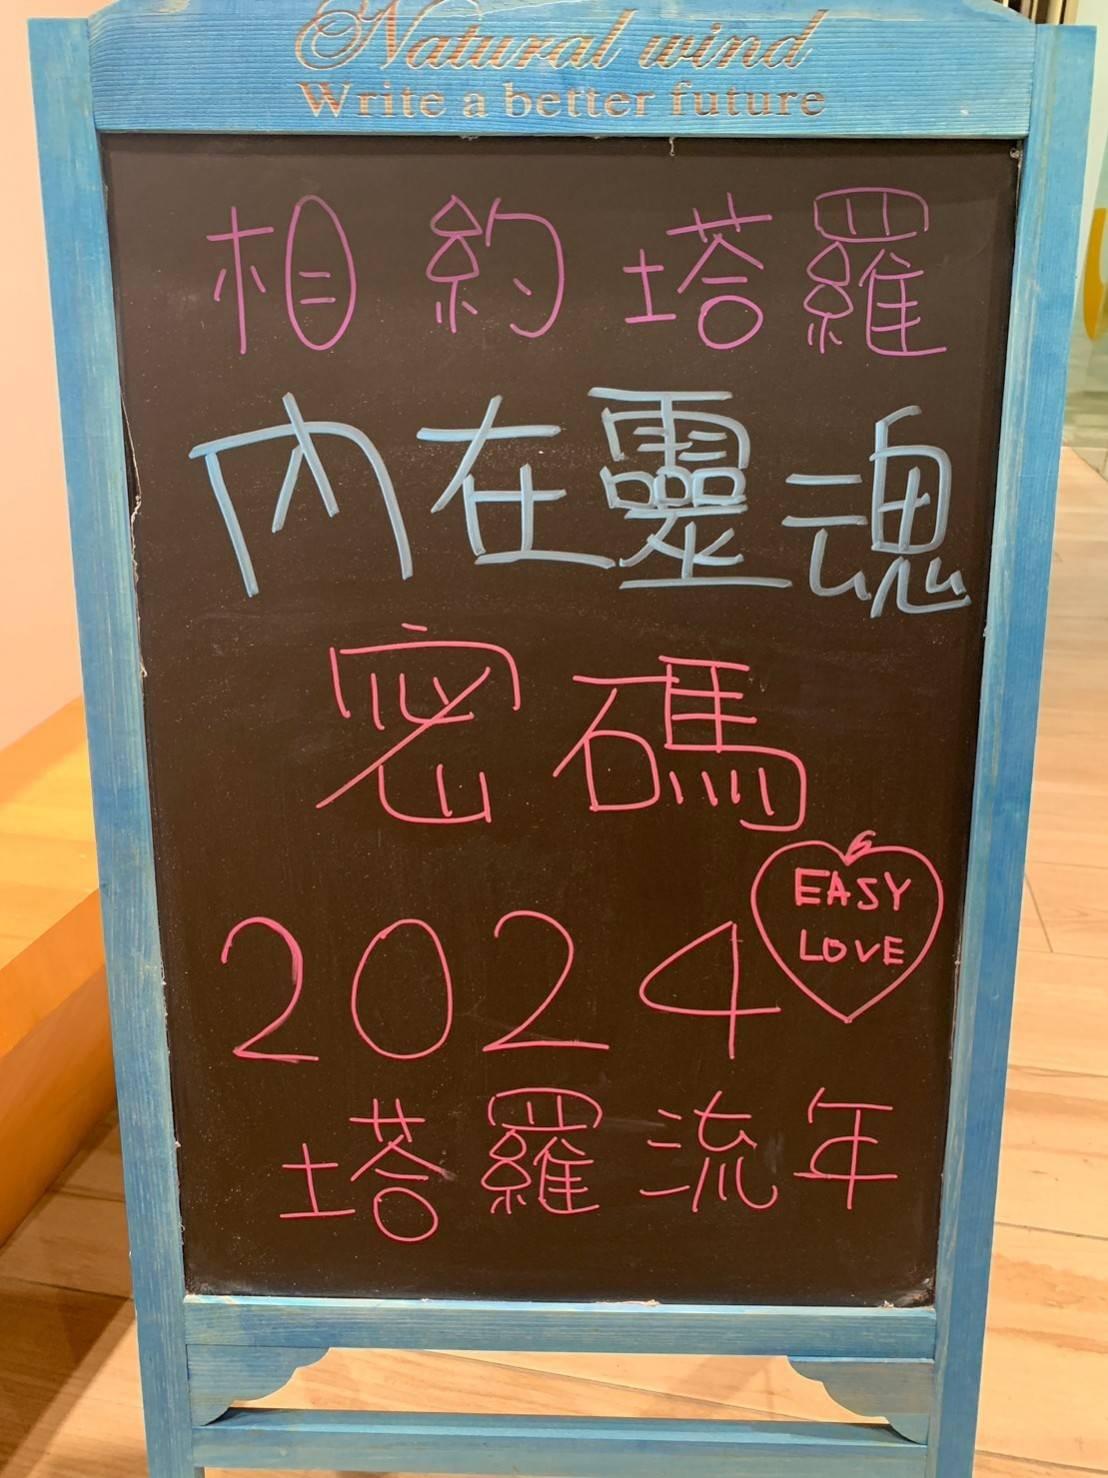 Natural wind
Write a better future
相約塔羅
內在靈魂
密碼
EASY
LOVE
2024
塔羅流年